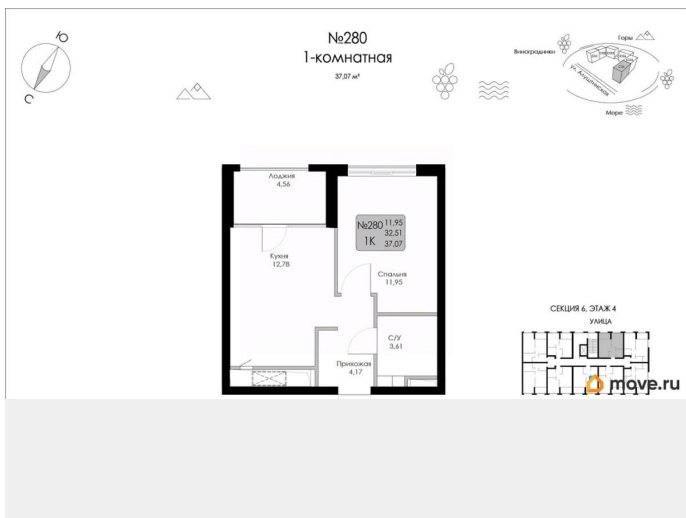 Ю
С
№280
1-комнатная
37,07 м²
Горы
Виноградники
ул. Алуштинская
Море
Лоджия
4,56
Кухня
12,78
№280
1К
11,95
32,51
37,07
Спальня
11,95
С/У
3,61
Прихожая
4,17
СЕКЦИЯ 6, ЭТАЖ 4
УЛИЦА
move.ru